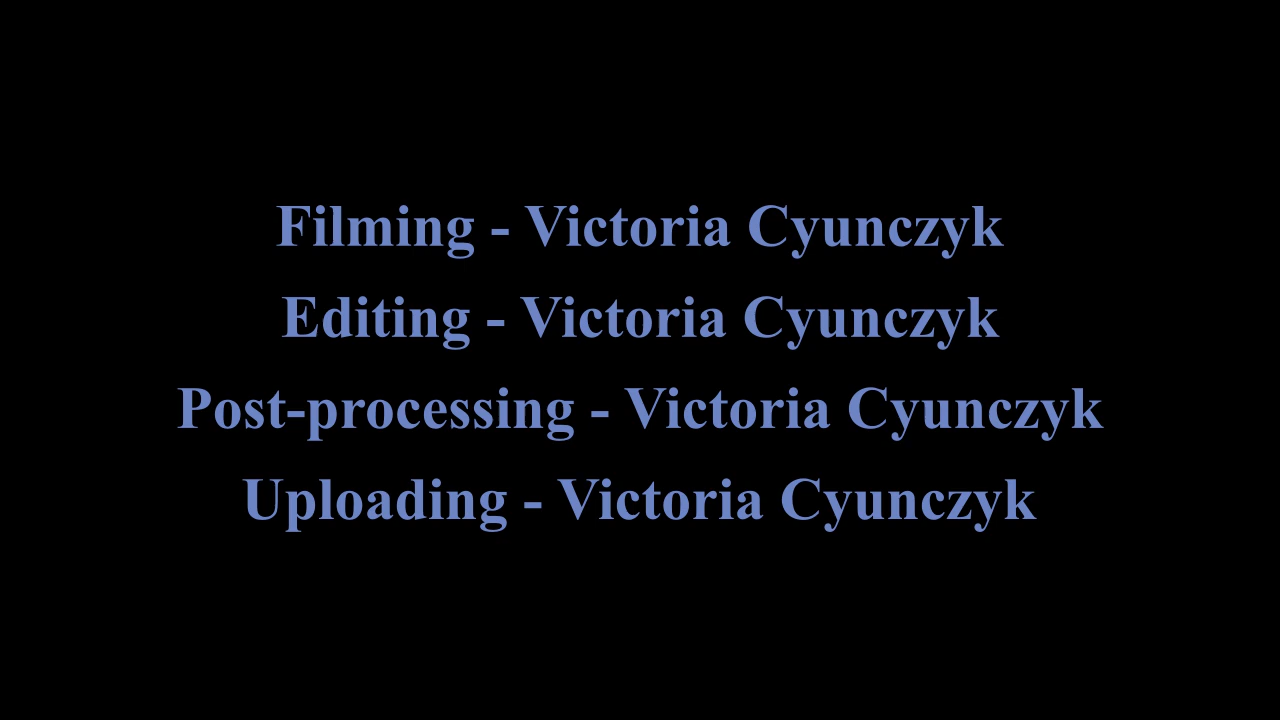 Filming - Victoria Cyunczyk
Editing - Victoria Cyunczyk
Post-processing - Victoria Cyunczyk
Uploading - Victoria Cyunczyk